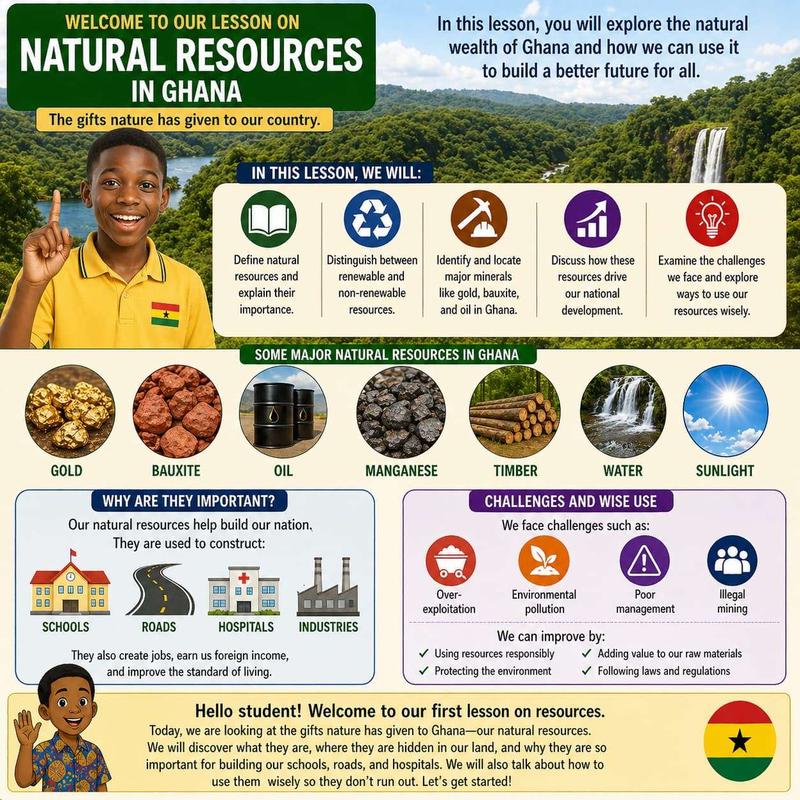 WELCOME TO OUR LESSON ON
NATURAL RESOURCES
IN GHANA
The gifts nature has given to our country.
In this lesson, you will explore the natural
wealth of Ghana and how we can use it
to build a better future for all.
IN THIS LESSON, WE WILL:
Define natural
resources and
explain their
importance.
Distinguish between
renewable and
non-renewable
resources.
Identify and locate
major minerals
like gold, bauxite,
and oil in Ghana.
Discuss how these
resources drive
our national
development.
Examine the challenges
we face and explore
ways to use our
resources wisely.
SOME MAJOR NATURAL RESOURCES IN GHANA
GOLD
BAUXITE
OIL
MANGANESE
TIMBER
WATER
SUNLIGHT
WHY ARE THEY IMPORTANT?
Our natural resources help build our nation.
They are used to construct:
SCHOOLS
ROADS
HOSPITALS
INDUSTRIES
They also create jobs, earn us foreign income,
and improve the standard of living.
CHALLENGES AND WISE USE
We face challenges such as:
Over-
exploitation
Environmental
pollution
Poor
management
Illegal
mining
We can improve by:
✓ Using resources responsibly
✓ Protecting the environment
✓ Adding value to our raw materials
✓ Following laws and regulations
Hello student! Welcome to our first lesson on resources.
Today, we are looking at the gifts nature has given to Ghana—our natural resources.
We will discover what they are, where they are hidden in our land, and why they are so
important for building our schools, roads, and hospitals. We will also talk about how to
use them wisely so they don't run out. Let's get started!